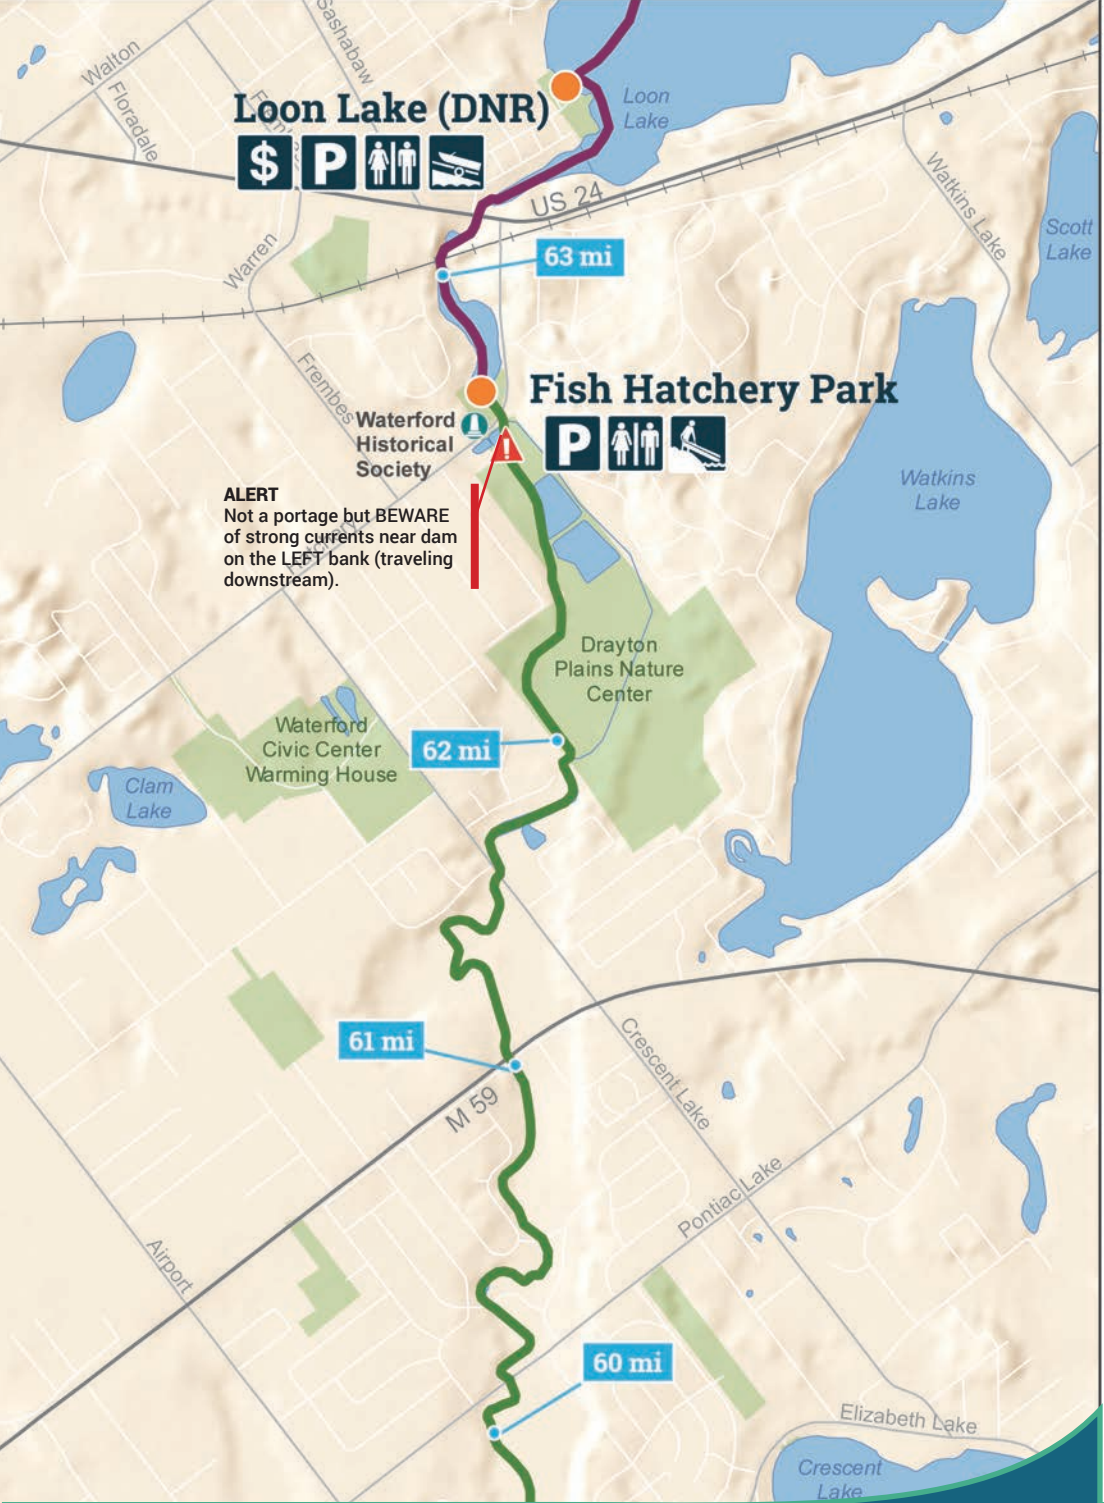 Walton
Floradale
Sashabaw
Loon Lake (DNR)
$
P
Loon
Lake
US 24
Watkins Lake
Scott
Lake
Warren
63 mi
Frembes
Fish Hatchery Park
P
Waterford
Historical
Society
!
ALERT
Not a portage but BEWARE
of strong currents near dam
on the LEFT bank (traveling
downstream).
Watkins
Lake
Drayton
Plains Nature
Center
Waterford
Civic Center
Warming House
62 mi
Clam
Lake
61 mi
Crescent Lake
M 59
Pontiac Lake
Airport
60 mi
Elizabeth Lake
Crescent
Lake